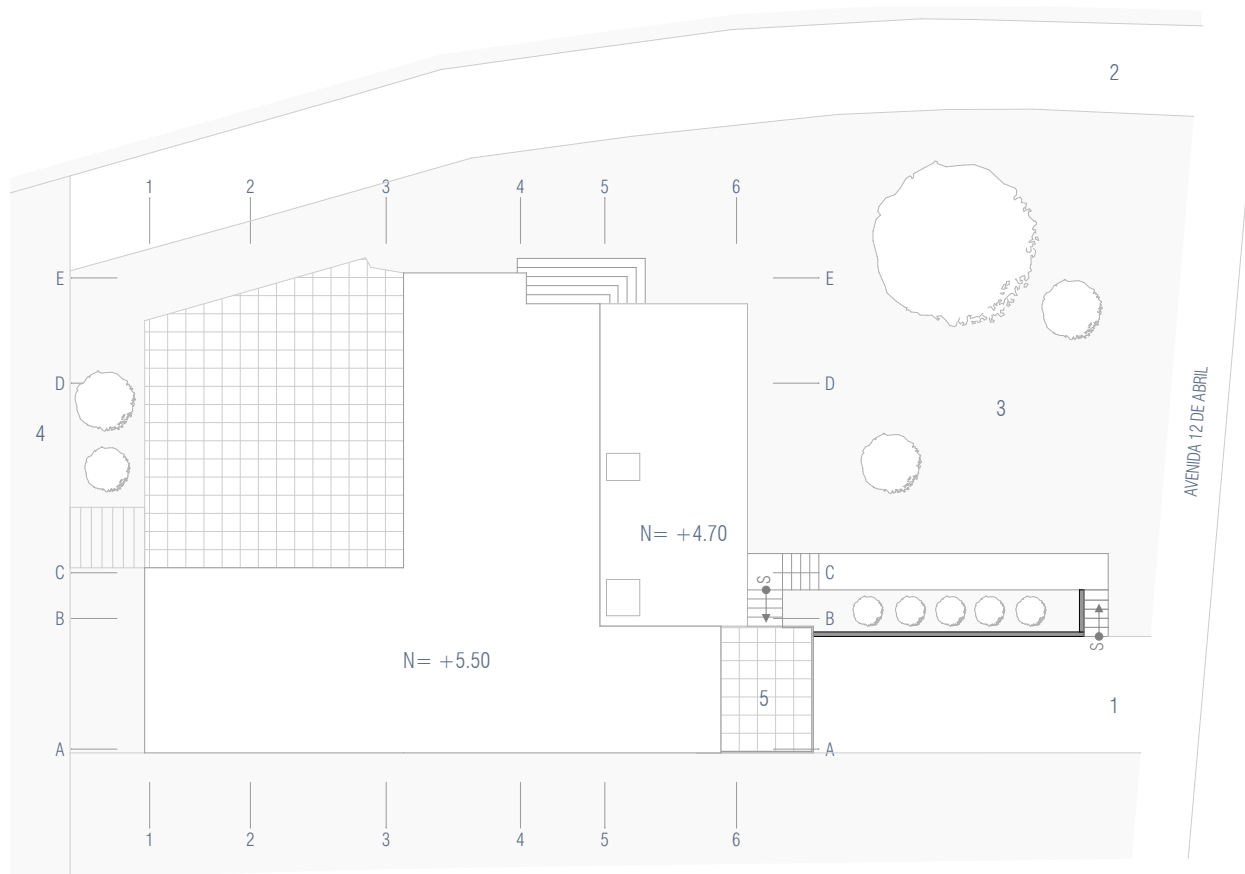 2
1 2 3 4 5 6
E E
D D
3
4
AVENIDA 12 DE ABRIL
N= +4.70
C S C
B B
S
N= +5.50
5
1
A A
1 2 3 4 5 6